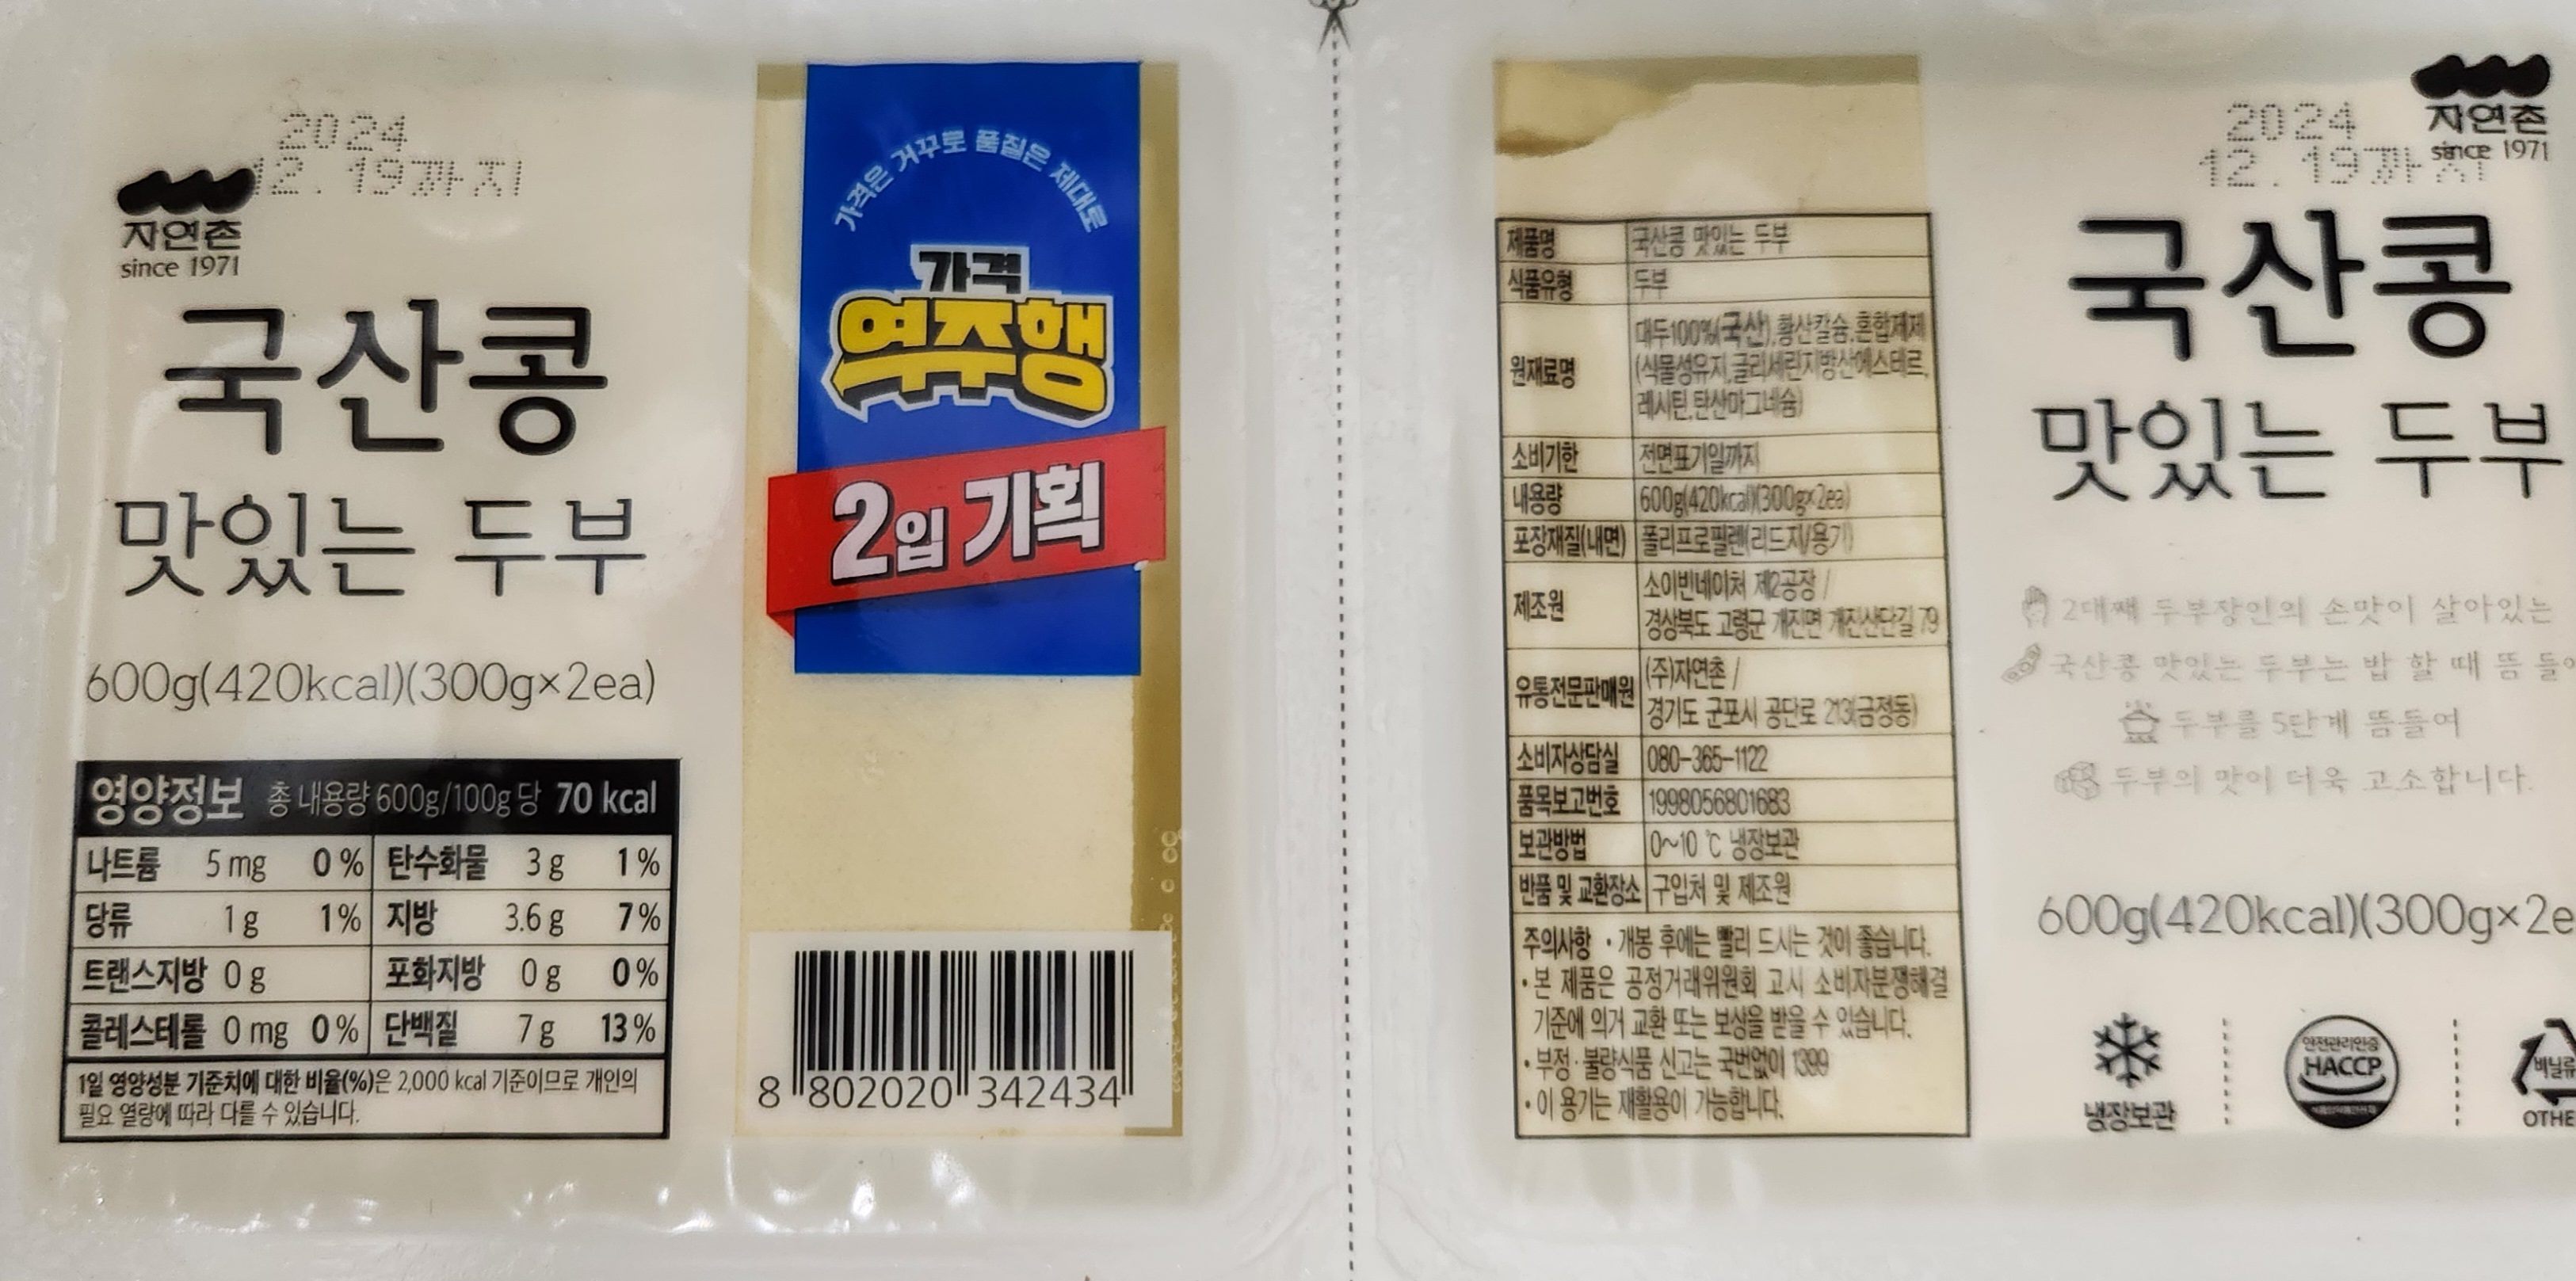 2024
12.19까지
자연촌
since 1971
국산콩
맛있는 두부
600g(420kcal)(300g×2ea)
영양정보 총 내용량 600g/100g 당 70 kcal
나트륨 5 mg 0 % 탄수화물 3 g 1 %
당류 1 g 1 % 지방 3.6 g 7 %
트랜스지방 0 g 포화지방 0 g 0 %
콜레스테롤 0 mg 0 % 단백질 7 g 13 %
1일 영양성분 기준치에 대한 비율(%)은 2,000 kcal 기준이므로 개인의
필요 열량에 따라 다를 수 있습니다.
가격은 거꾸로 품질은 제대로
가격
역주행
2입 기획
8 802020 342434
제품명 국산콩 맛있는 두부
식품유형 두부
원재료명 대두100%(국산),황산칼슘,혼합제제
(식물성유지,글리세린지방산에스테르,
레시틴,탄산마그네슘)
소비기한 전면표기일까지
내용량 600g(420kcal)(300g×2ea)
포장재질(내면) 폴리프로필렌(리드지/용기)
제조원 소이빈네이처 제2공장 /
경상북도 고령군 개진면 개진산단길 79
유통전문판매원 (주)자연촌 /
경기도 군포시 공단로 213(금정동)
소비자상담실 080-365-1122
품목보고번호 1998056801683
보관방법 0~10 ℃ 냉장보관
반품 및 교환장소 구입처 및 제조원
주의사항 • 개봉 후에는 빨리 드시는 것이 좋습니다.
• 본 제품은 공정거래위원회 고시 소비자분쟁해결
기준에 의거 교환 또는 보상을 받을 수 있습니다.
• 부정·불량식품 신고는 국번없이 1399
• 이 용기는 재활용이 가능합니다.
2024
12.19까지
자연촌
since 1971
국산콩
맛있는 두부
2대째 두부장인의 손맛이 살아있는
국산콩 맛있는 두부는 밥 할 때 뜸 들이
두부를 5단계 뜸들여
두부의 맛이 더욱 고소합니다.
600g(420kcal)(300g×2e
냉장보관
안전관리인증
HACCP
비닐류
OTHE